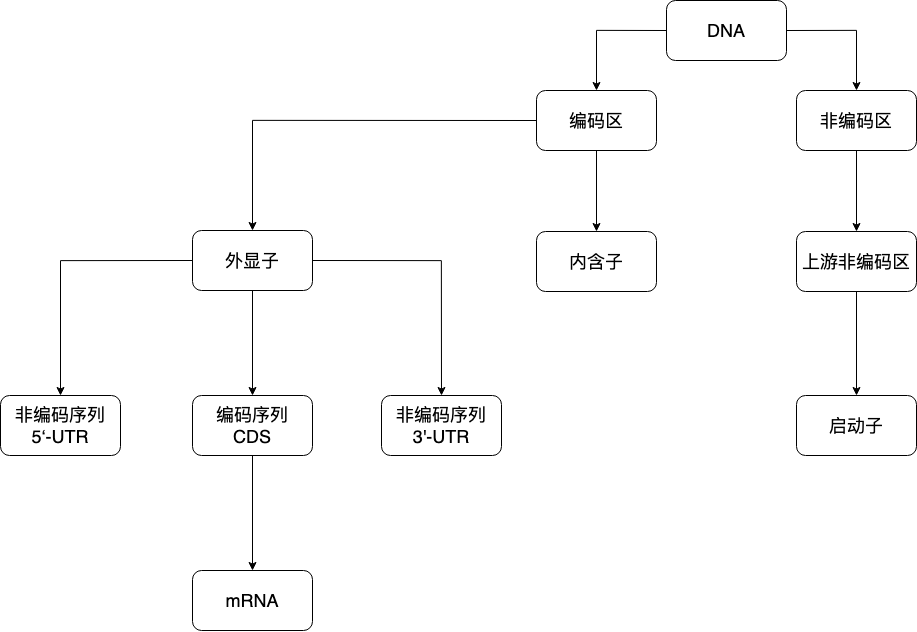 DNA
编码区
非编码区
外显子
内含子
上游非编码区
非编码序列
5‘-UTR
编码序列
CDS
非编码序列
3'-UTR
启动子
mRNA